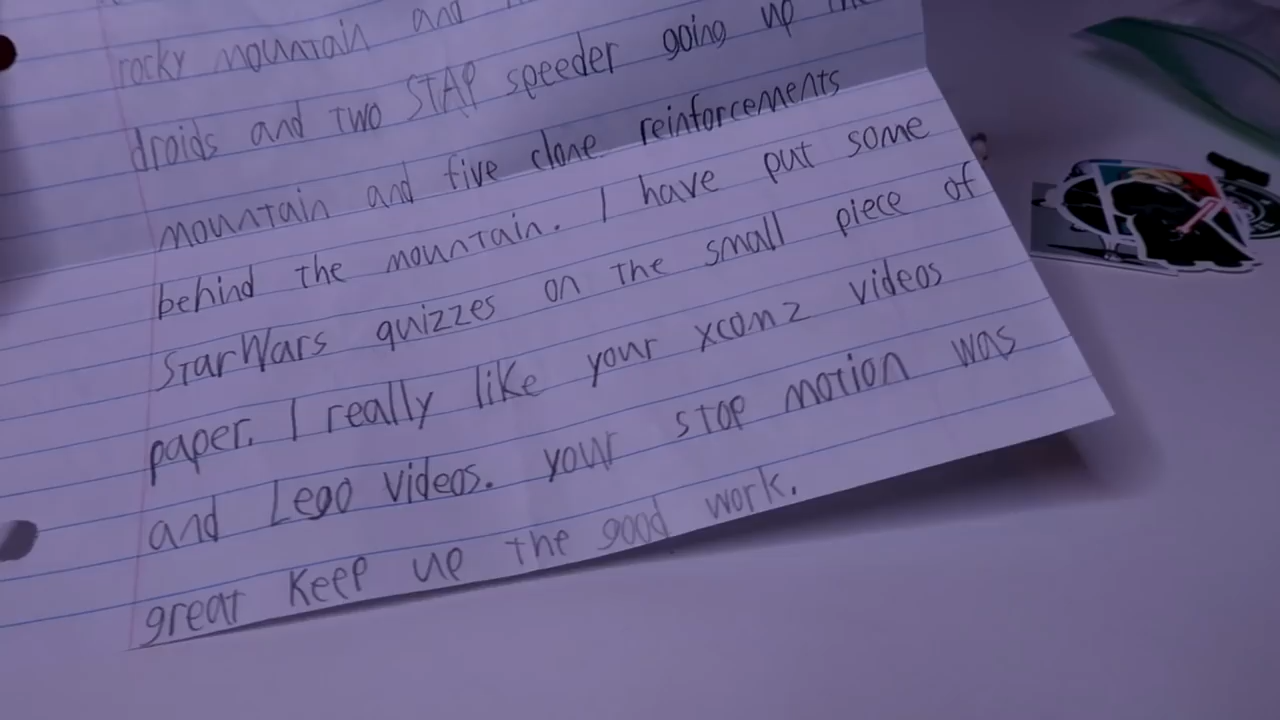 rocky mountain and
droids and two STAP speeder going up
mountain and five clone reinforcements
behind the mountain. I have put some
StarWars quizzes on the small piece of
paper. I really like your xcom2 videos
and Lego videos. your stop motion was
great Keep up the good work.